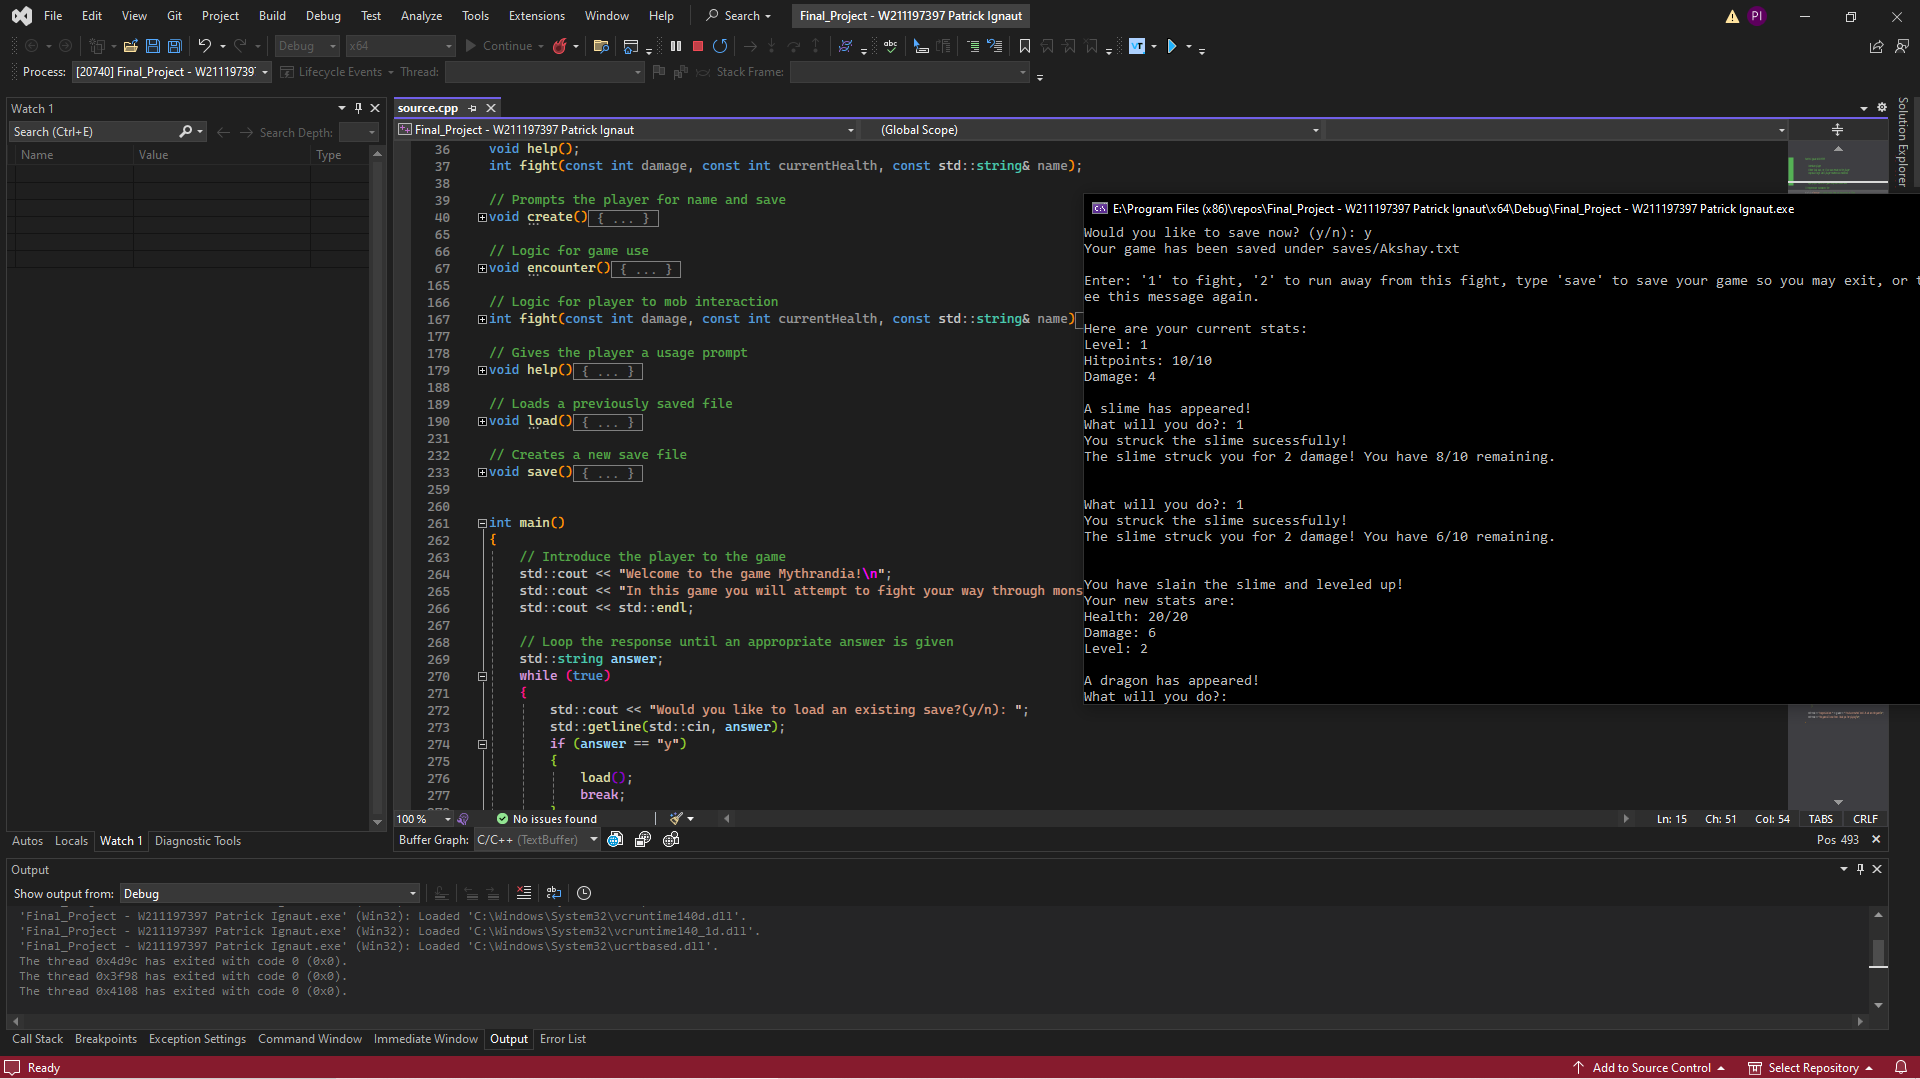 File Edit View Git Project Build Debug Test Analyze Tools Extensions Window Help Search Final_Project - W211197397 Patrick Ignaut PI
Debug x64 Continue
Process: [20740] Final_Project - W21119739 Lifecycle Events Thread: Stack Frame:
Watch 1
Search (Ctrl+E) Search Depth:
Name Value Type
Autos Locals Watch 1 Diagnostic Tools
source.cpp
Final_Project - W211197397 Patrick Ignaut (Global Scope)
Solution Explorer
36 void help();
37 int fight(const int damage, const int currentHealth, const std::string& name);
38
39 // Prompts the player for name and save
40 void create(){ ... }
65
66 // Logic for game use
67 void encounter(){ ... }
165
166 // Logic for player to mob interaction
167 int fight(const int damage, const int currentHealth, const std::string& name)
177
178 // Gives the player a usage prompt
179 void help(){ ... }
188
189 // Loads a previously saved file
190 void load(){ ... }
231
232 // Creates a new save file
233 void save(){ ... }
259
260
261 int main()
262 {
263 // Introduce the player to the game
264 std::cout << "Welcome to the game Mythrandia!\n";
265 std::cout << "In this game you will attempt to fight your way through mons
266 std::cout << std::endl;
267
268 // Loop the response until an appropriate answer is given
269 std::string answer;
270 while (true)
271 {
272 std::cout << "Would you like to load an existing save?(y/n): ";
273 std::getline(std::cin, answer);
274 if (answer == "y")
275 {
276 load();
277 break;
E:\Program Files (x86)\repos\Final_Project - W211197397 Patrick Ignaut\x64\Debug\Final_Project - W211197397 Patrick Ignaut.exe
Would you like to save now? (y/n): y
Your game has been saved under saves/Akshay.txt
Enter: '1' to fight, '2' to run away from this fight, type 'save' to save your game so you may exit, or t
ee this message again.
Here are your current stats:
Level: 1
Hitpoints: 10/10
Damage: 4
A slime has appeared!
What will you do?: 1
You struck the slime sucessfully!
The slime struck you for 2 damage! You have 8/10 remaining.
What will you do?: 1
You struck the slime sucessfully!
The slime struck you for 2 damage! You have 6/10 remaining.
You have slain the slime and leveled up!
Your new stats are:
Health: 20/20
Damage: 6
Level: 2
A dragon has appeared!
What will you do?:
100 % No issues found Ln: 15 Ch: 51 Col: 54 TABS CRLF
Buffer Graph: C/C++ (TextBuffer) Pos 493
Output
Show output from: Debug
'Final_Project - W211197397 Patrick Ignaut.exe' (Win32): Loaded 'C:\Windows\System32\vcruntime140d.dll'.
'Final_Project - W211197397 Patrick Ignaut.exe' (Win32): Loaded 'C:\Windows\System32\vcruntime140_1d.dll'.
'Final_Project - W211197397 Patrick Ignaut.exe' (Win32): Loaded 'C:\Windows\System32\ucrtbased.dll'.
The thread 0x4d9c has exited with code 0 (0x0).
The thread 0x3f98 has exited with code 0 (0x0).
The thread 0x4108 has exited with code 0 (0x0).
Call Stack Breakpoints Exception Settings Command Window Immediate Window Output Error List
Ready Add to Source Control Select Repository